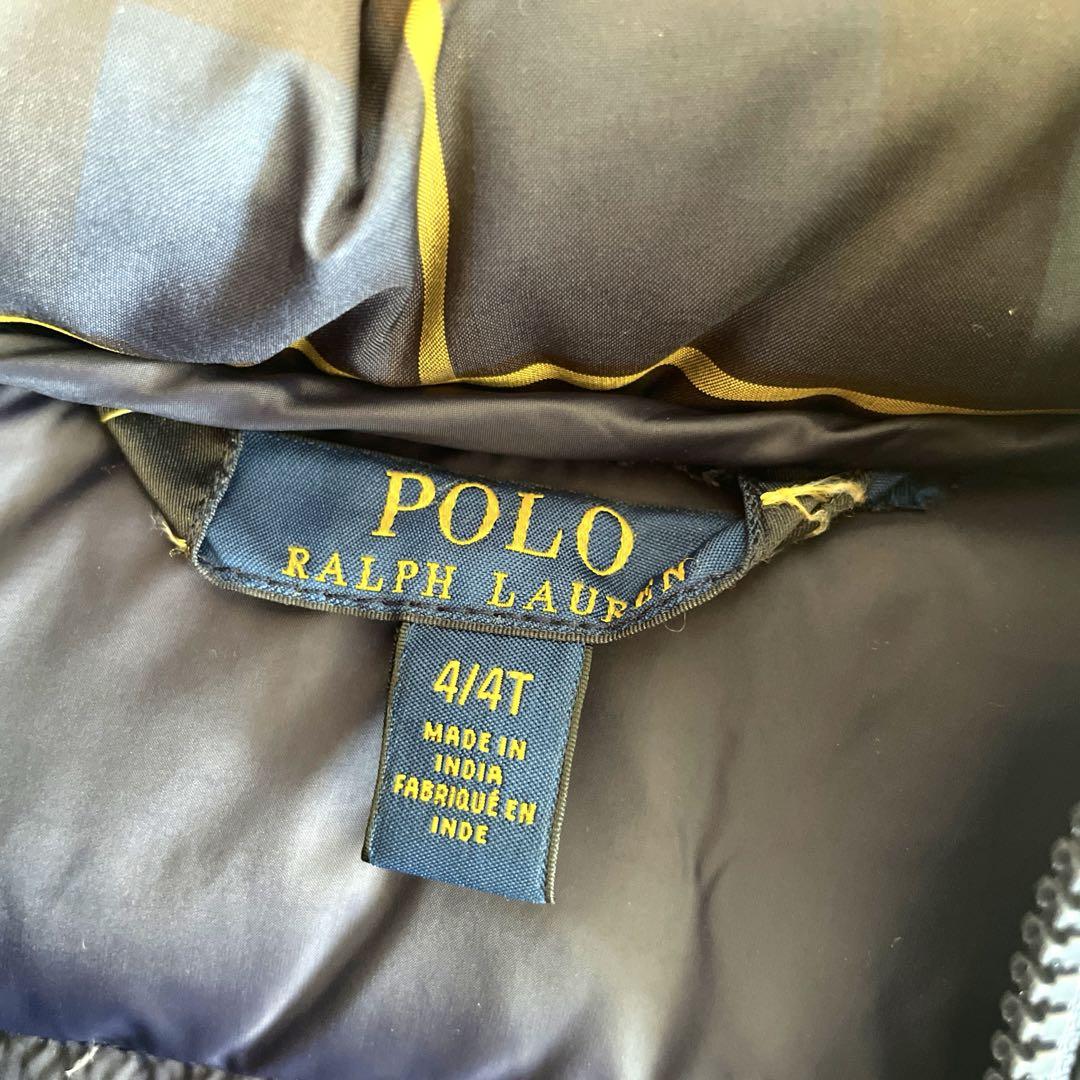 POLO
RALPH LAUREN
4/4T
MADE IN
INDIA
FABRIQUÉ EN
INDE